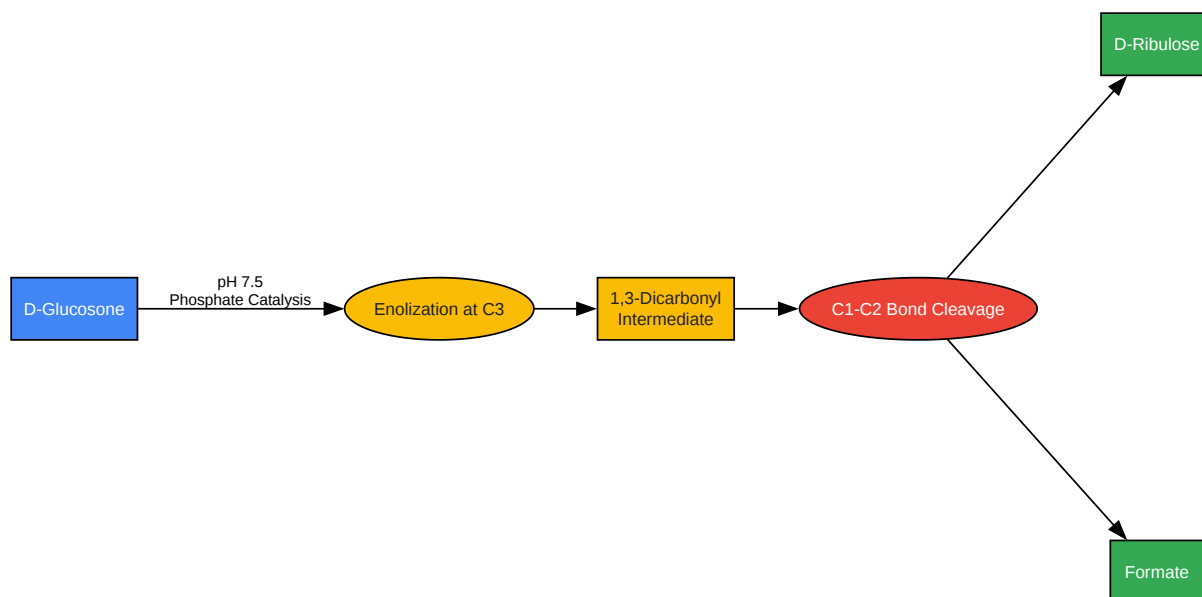 D-Ribulose
D-Glucosone
pH 7.5
Phosphate Catalysis
Enolization at C3
1,3-Dicarbonyl
Intermediate
C1-C2 Bond Cleavage
Formate